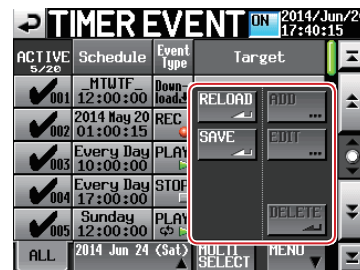 TIMER EVENT ON 2014/Jun/2
17:40:15
ACTIVE 5/20 Schedule Event Type Target
001 _MTWTF_ 12:00:00 Down-load
002 2014 May 20 01:00:15 REC
003 Every Day 10:00:00 PLAY
004 Every Day 17:00:00 STOP
005 Sunday 12:00:00 PLAY
RELOAD ADD ...
SAVE EDIT ...
DELETE
ALL 2014 Jun 24 (Sat) MULTI SELECT MENU